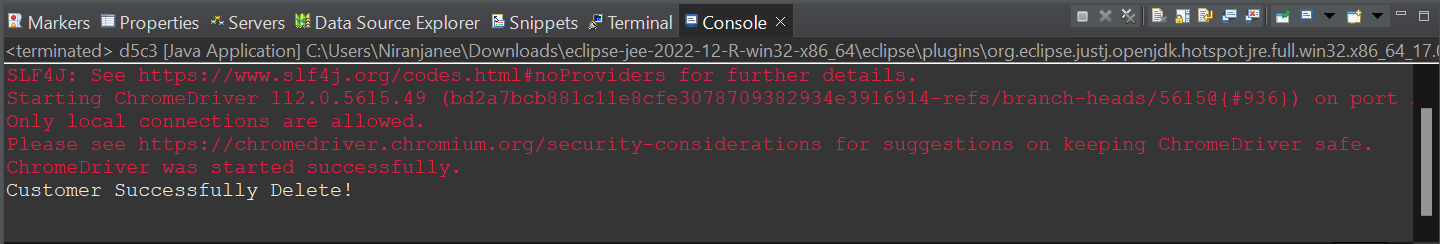 Markers Properties Servers Data Source Explorer Snippets Terminal Console
<terminated> d5c3 [Java Application] C:\Users\Niranjanee\Downloads\eclipse-jee-2022-12-R-win32-x86_64\eclipse\plugins\org.eclipse.justj.openjdk.hotspot.jre.full.win32.x86_64_17.0
SLF4J: See https://www.slf4j.org/codes.html#noProviders for further details.
Starting ChromeDriver 112.0.5615.49 (bd2a7bcb881c11e8cfe3078709382934e3916914-refs/branch-heads/5615@{#936}) on port
Only local connections are allowed.
Please see https://chromedriver.chromium.org/security-considerations for suggestions on keeping ChromeDriver safe.
ChromeDriver was started successfully.
Customer Successfully Delete!